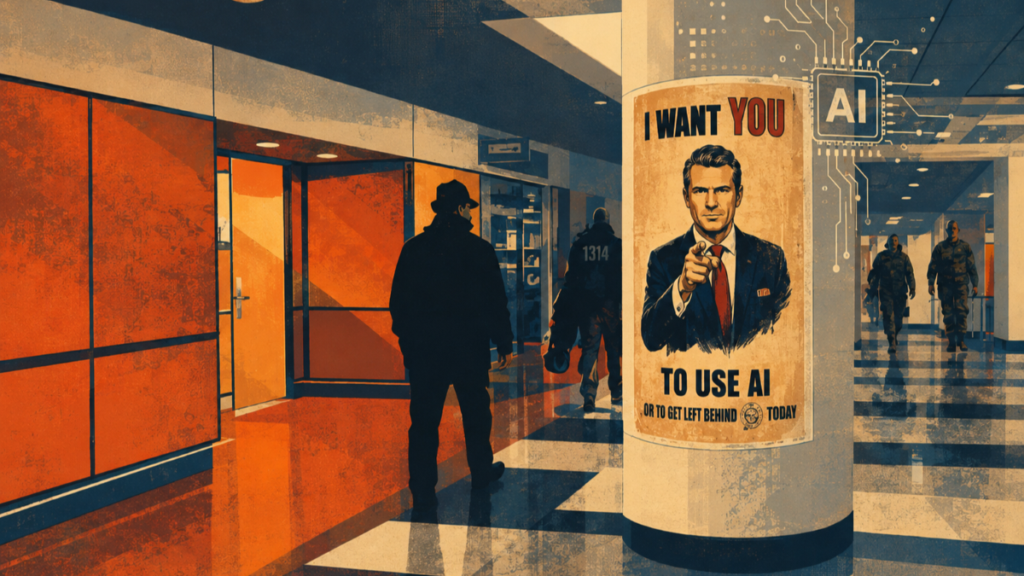 I WANT YOU
TO USE AI
OR TO GET LEFT BEHIND TODAY
AI
1314